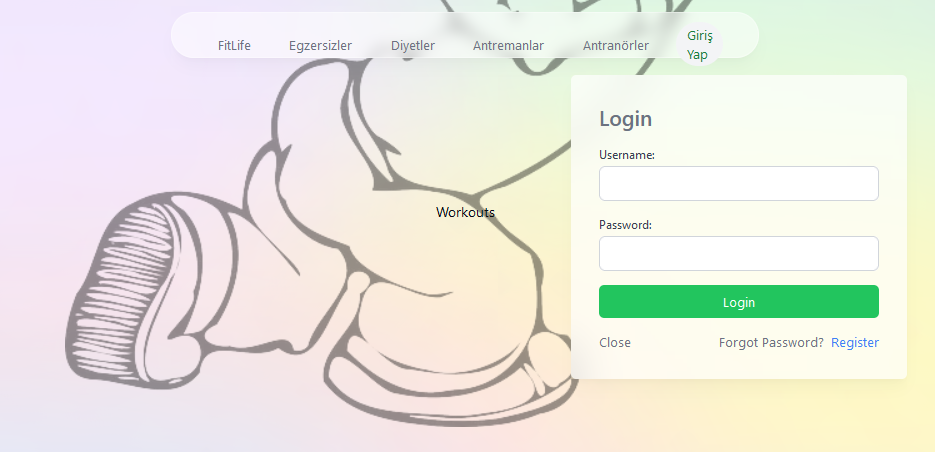 FitLife Egzersizler Diyetler Antremanlar Antranörler Giriş
Yap
Login
Username:
Workouts
Password:
Login
Close Forgot Password? Register